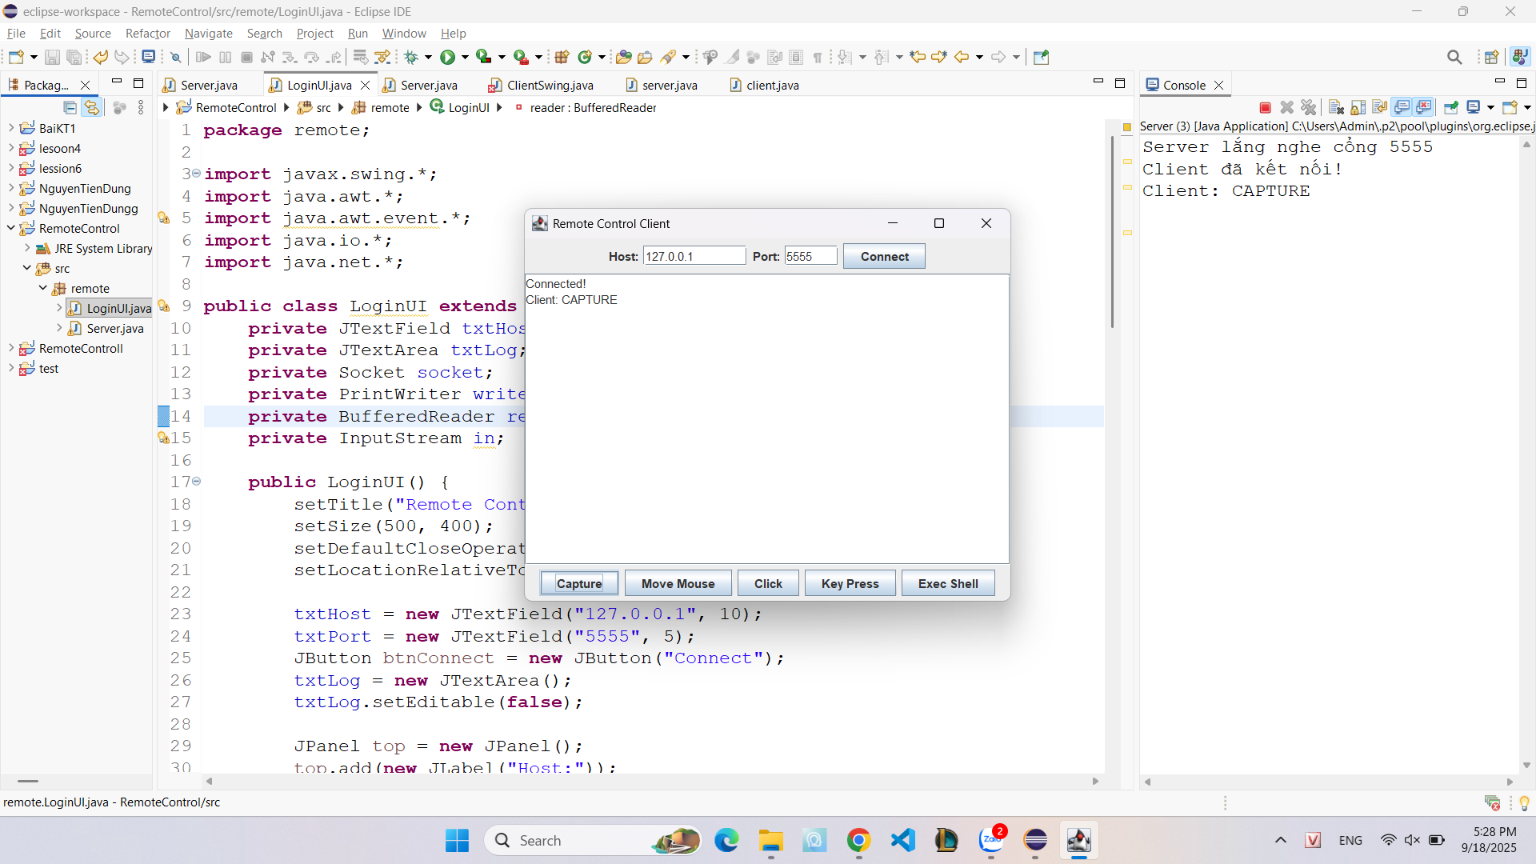 eclipse-workspace - RemoteControl/src/remote/LoginUI.java - Eclipse IDE
File Edit Source Refactor Navigate Search Project Run Window Help
Packag...
Server.java
LoginUI.java
Server.java
ClientSwing.java
server.java
client.java
Console
RemoteControl
src
remote
LoginUI
reader : BufferedReader
BaiKT1
lesoon4
lession6
NguyenTienDung
NguyenTienDungg
RemoteControl
JRE System Library
src
remote
LoginUI.java
Server.java
RemoteControll
test
1 package remote;
2
3 import javax.swing.*;
4 import java.awt.*;
5 import java.awt.event.*;
6 import java.io.*;
7 import java.net.*;
8
9 public class LoginUI extends
10 private JTextField txtHos
11 private JTextArea txtLog;
12 private Socket socket;
13 private PrintWriter write
14 private BufferedReader re
15 private InputStream in;
16
17 public LoginUI() {
18 setTitle("Remote Cont
19 setSize(500, 400);
20 setDefaultCloseOperat
21 setLocationRelativeTo
22
23 txtHost = new JTextField("127.0.0.1", 10);
24 txtPort = new JTextField("5555", 5);
25 JButton btnConnect = new JButton("Connect");
26 txtLog = new JTextArea();
27 txtLog.setEditable(false);
28
29 JPanel top = new JPanel();
30 top.add(new JLabel("Host:"));
Remote Control Client
Host: 127.0.0.1 Port: 5555 Connect
Connected!
Client: CAPTURE
Capture Move Mouse Click Key Press Exec Shell
Server (3) [Java Application] C:\Users\Admin\.p2\pool\plugins\org.eclipse.j
Server lắng nghe cổng 5555
Client đã kết nối!
Client: CAPTURE
remote.LoginUI.java - RemoteControl/src
Search
Zalo
2
V
ENG
5:28 PM
9/18/2025